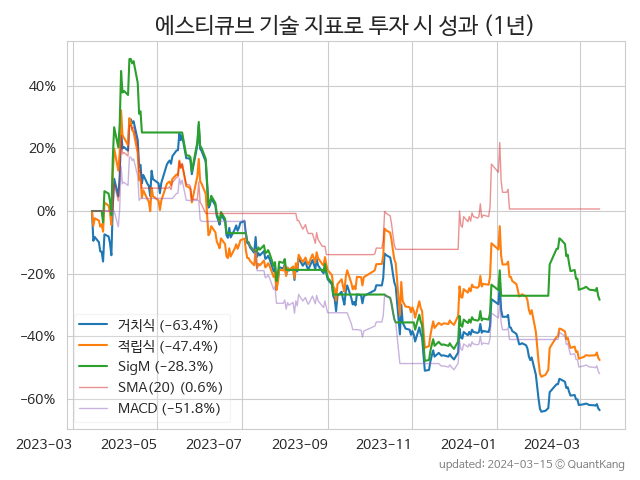 에스티큐브 기술 지표로 투자 시 성과 (1년)
40%
20%
0%
−20%
−40%
−60%
거치식 (−63.4%)
적립식 (−47.4%)
SigM (−28.3%)
SMA(20) (0.6%)
MACD (−51.8%)
2023−03 2023−05 2023−07 2023−09 2023−11 2024−01 2024−03
updated: 2024−03−15 © QuantKang